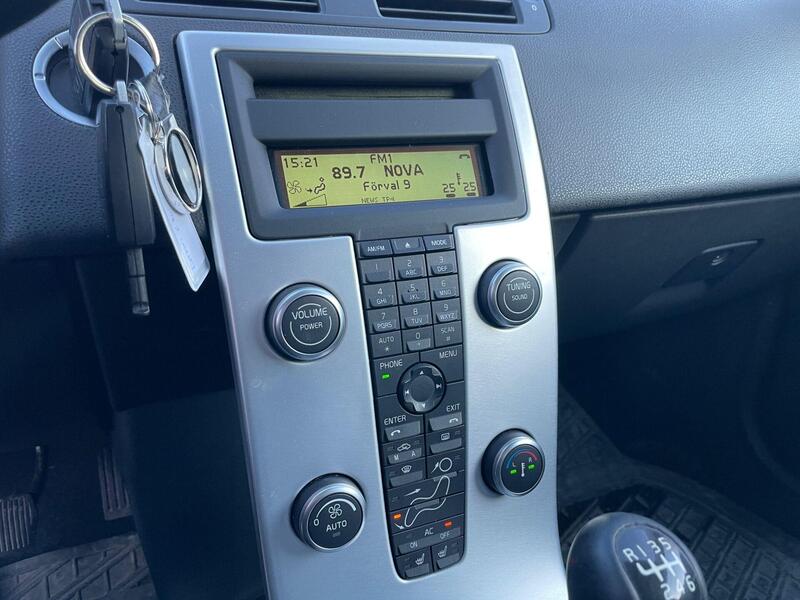 FM1
15:21
89.7 NOVA
Förval 9
25 25
NEWS TP4
AM/FM MODE
1 2 ABC 3 DEF
4 GHI 5 JKL 6 MNO
7 PQRS 8 TUV 9 WXYZ
AUTO * 0 + SCAN #
VOLUME
POWER
TUNING
SOUND
PHONE MENU
ENTER EXIT
M A
L R
0 AUTO
AC
ON OFF
R 1 3 5
2 4 6